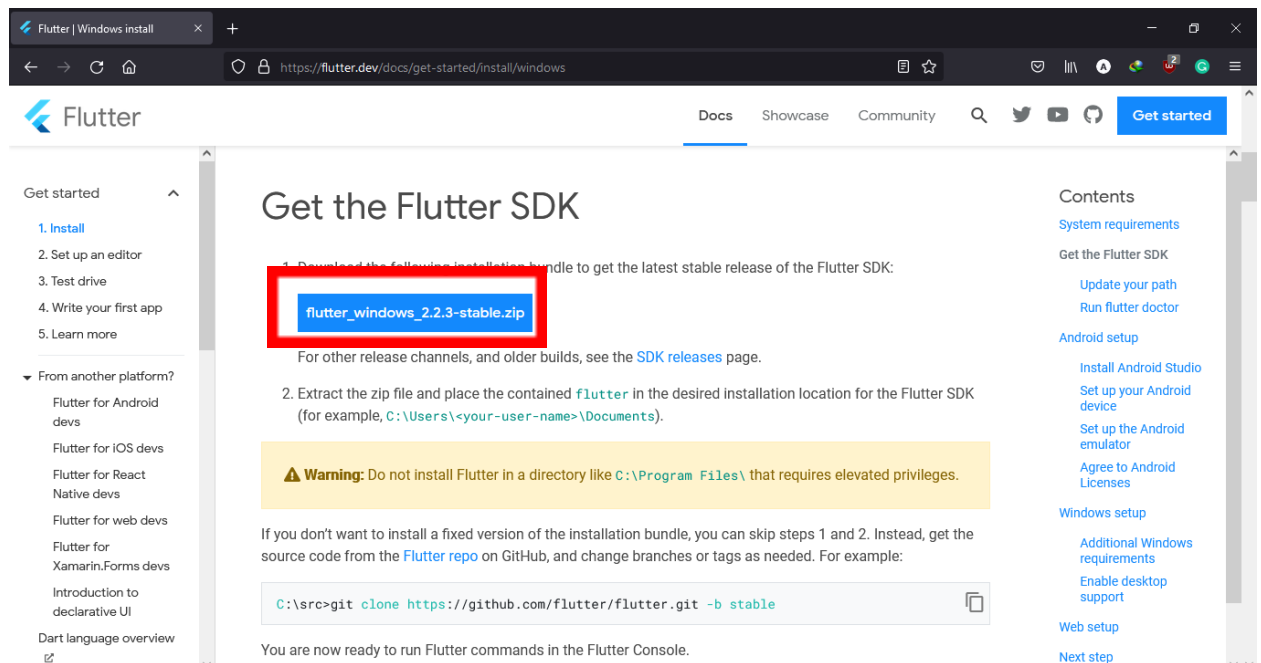 Flutter | Windows install
https://flutter.dev/docs/get-started/install/windows
2
Flutter
Docs
Showcase
Community
Get started
Get started
1. Install
2. Set up an editor
3. Test drive
4. Write your first app
5. Learn more
From another platform?
Flutter for Android
devs
Flutter for iOS devs
Flutter for React
Native devs
Flutter for web devs
Flutter for
Xamarin.Forms devs
Introduction to
declarative UI
Dart language overview
Get the Flutter SDK
1. Download the following installation bundle to get the latest stable release of the Flutter SDK:
flutter_windows_2.2.3-stable.zip
For other release channels, and older builds, see the SDK releases page.
2. Extract the zip file and place the contained flutter in the desired installation location for the Flutter SDK
(for example, C:\Users\<your-user-name>\Documents).
Warning: Do not install Flutter in a directory like C:\Program Files\ that requires elevated privileges.
If you don’t want to install a fixed version of the installation bundle, you can skip steps 1 and 2. Instead, get the
source code from the Flutter repo on GitHub, and change branches or tags as needed. For example:
C:\src>git clone https://github.com/flutter/flutter.git -b stable
You are now ready to run Flutter commands in the Flutter Console.
Contents
System requirements
Get the Flutter SDK
Update your path
Run flutter doctor
Android setup
Install Android Studio
Set up your Android
device
Set up the Android
emulator
Agree to Android
Licenses
Windows setup
Additional Windows
requirements
Enable desktop
support
Web setup
Next step